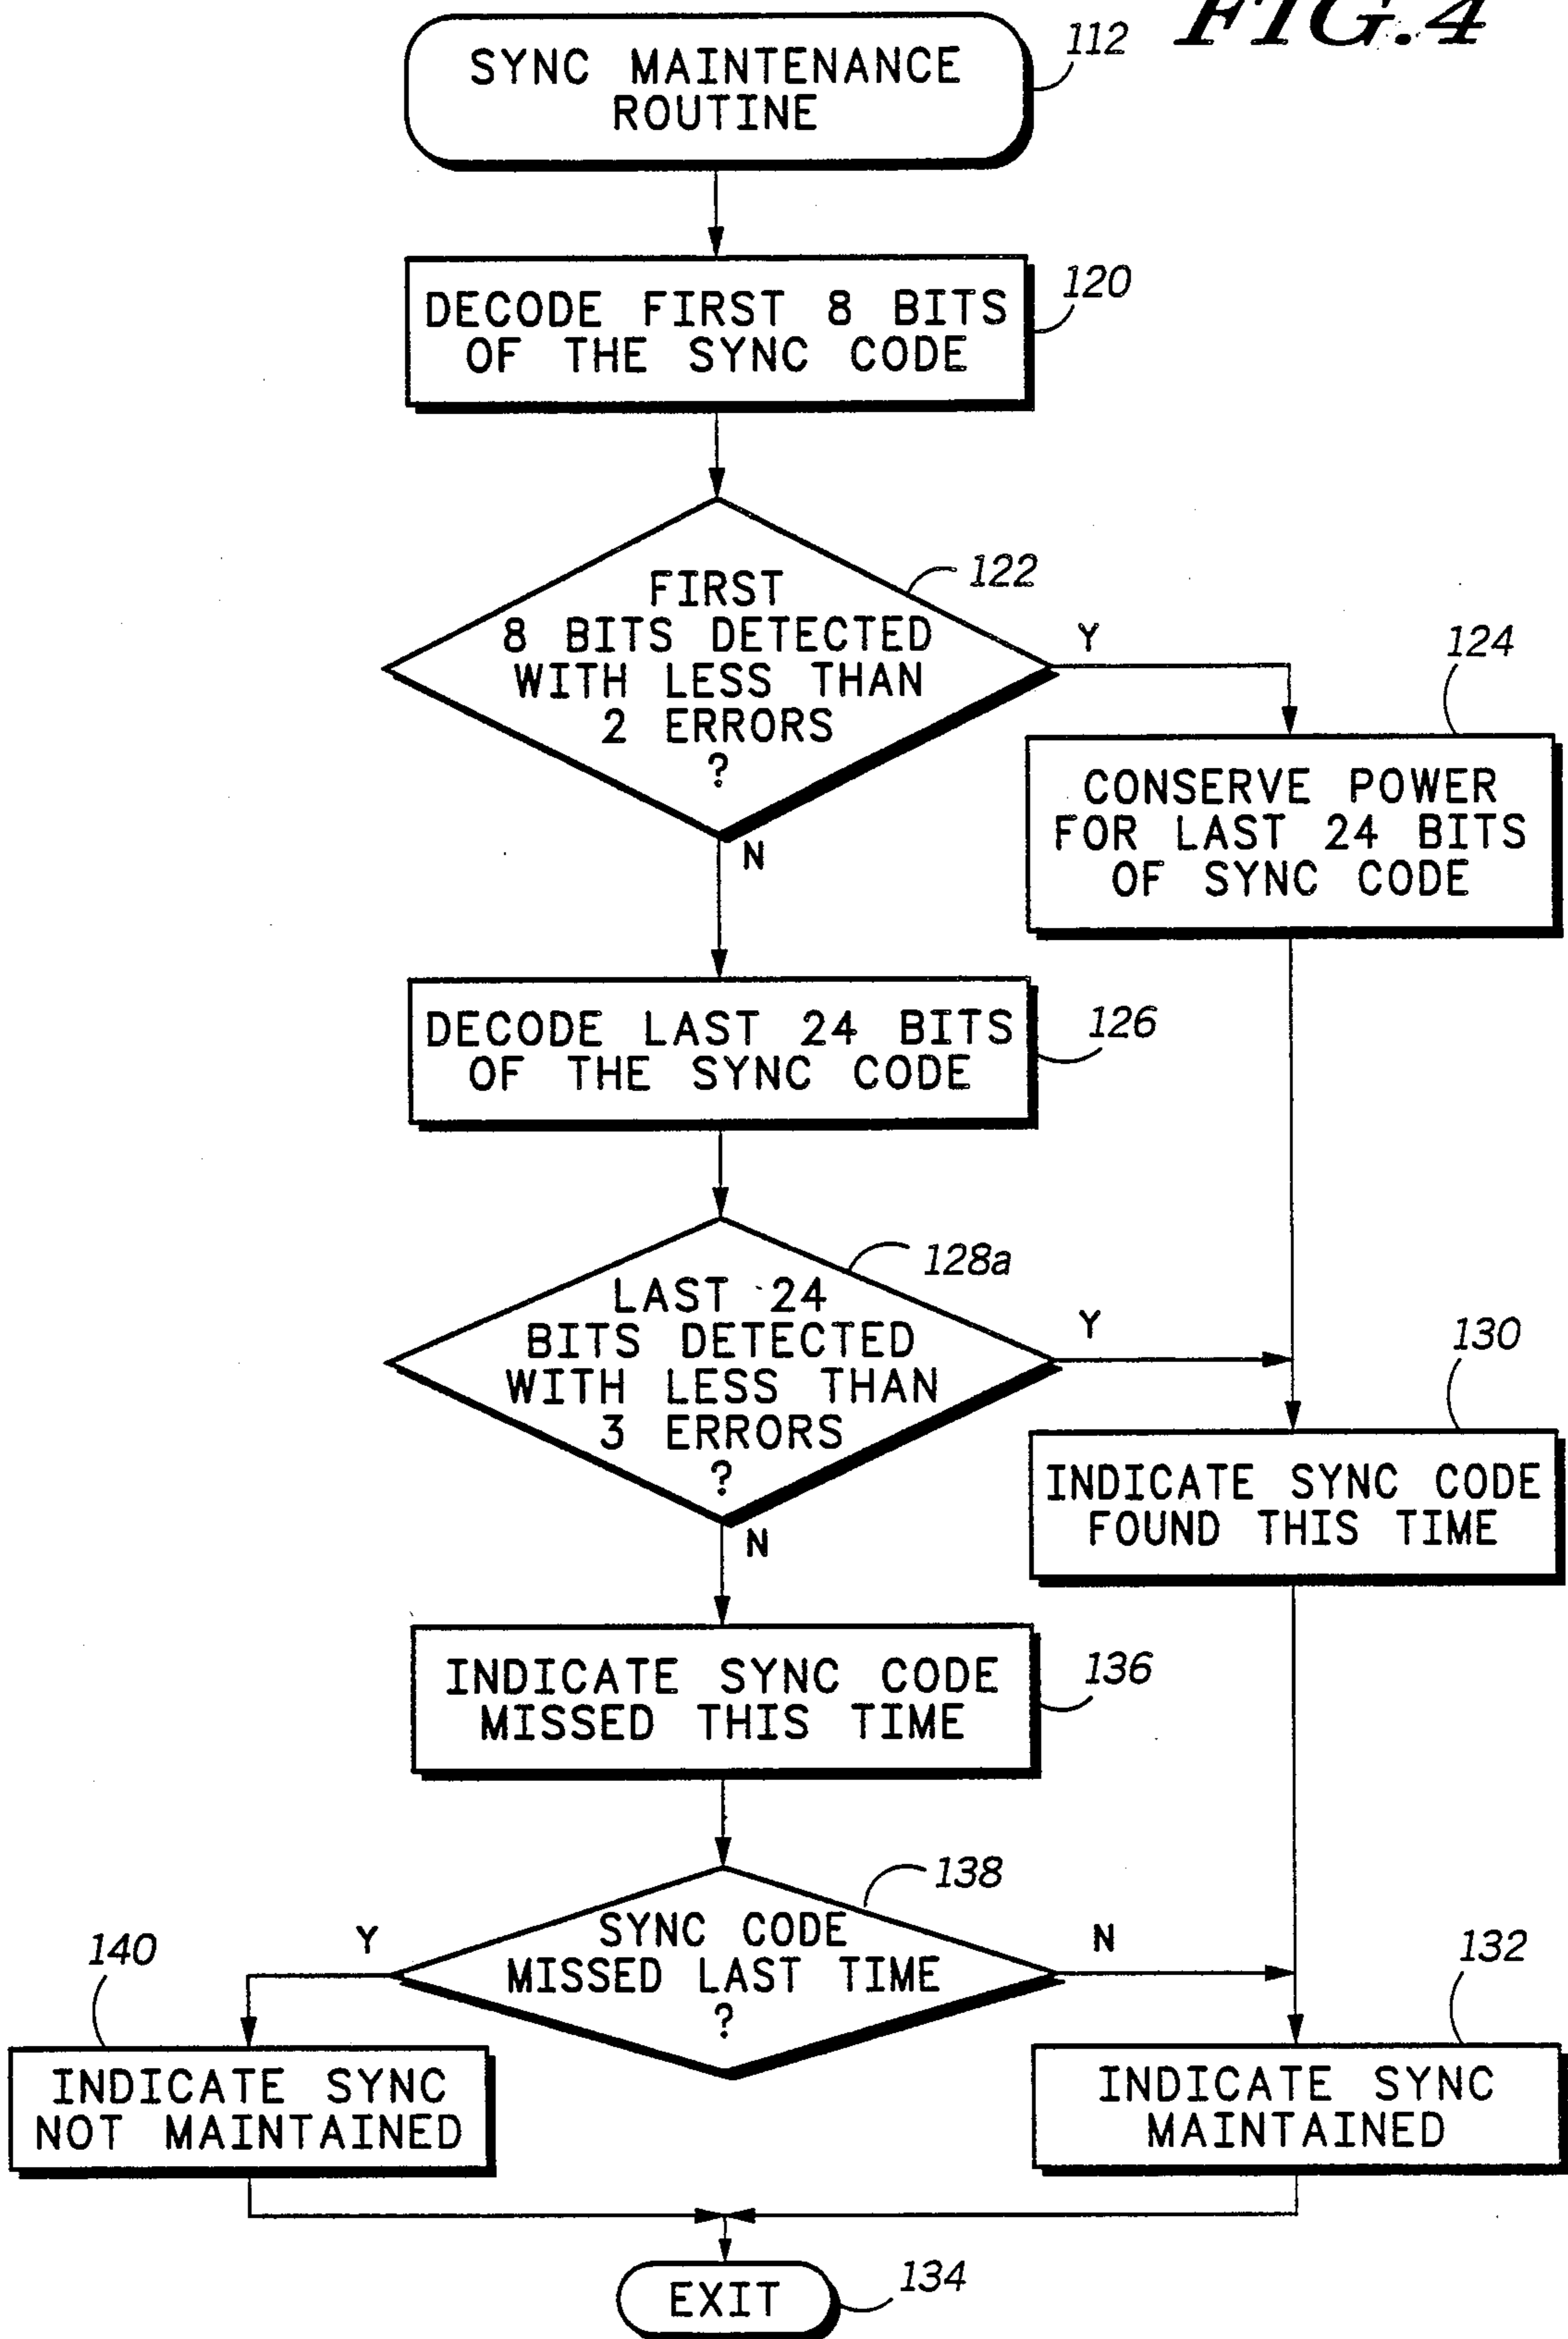 FIG.4
SYNC MAINTENANCE
ROUTINE
112
DECODE FIRST 8 BITS
OF THE SYNC CODE
120
FIRST
8 BITS DETECTED
WITH LESS THAN
2 ERRORS
?
122
Y
N
CONSERVE POWER
FOR LAST 24 BITS
OF SYNC CODE
124
DECODE LAST 24 BITS
OF THE SYNC CODE
126
LAST 24
BITS DETECTED
WITH LESS THAN
3 ERRORS
?
128a
Y
N
INDICATE SYNC CODE
FOUND THIS TIME
130
INDICATE SYNC CODE
MISSED THIS TIME
136
SYNC CODE
MISSED LAST TIME
?
138
Y
N
INDICATE SYNC
NOT MAINTAINED
140
INDICATE SYNC
MAINTAINED
132
EXIT
134